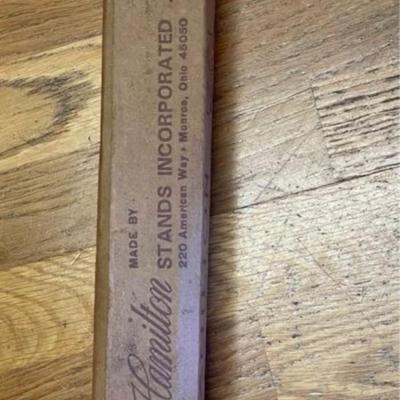 MADE BY
Hamilton
STANDS INCORPORATED
220 American Way • Monroe, Ohio 45050